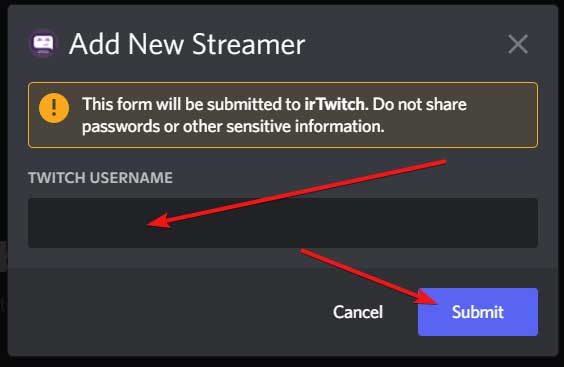 Add New Streamer
This form will be submitted to irTwitch. Do not share
passwords or other sensitive information.
TWITCH USERNAME
Cancel
Submit